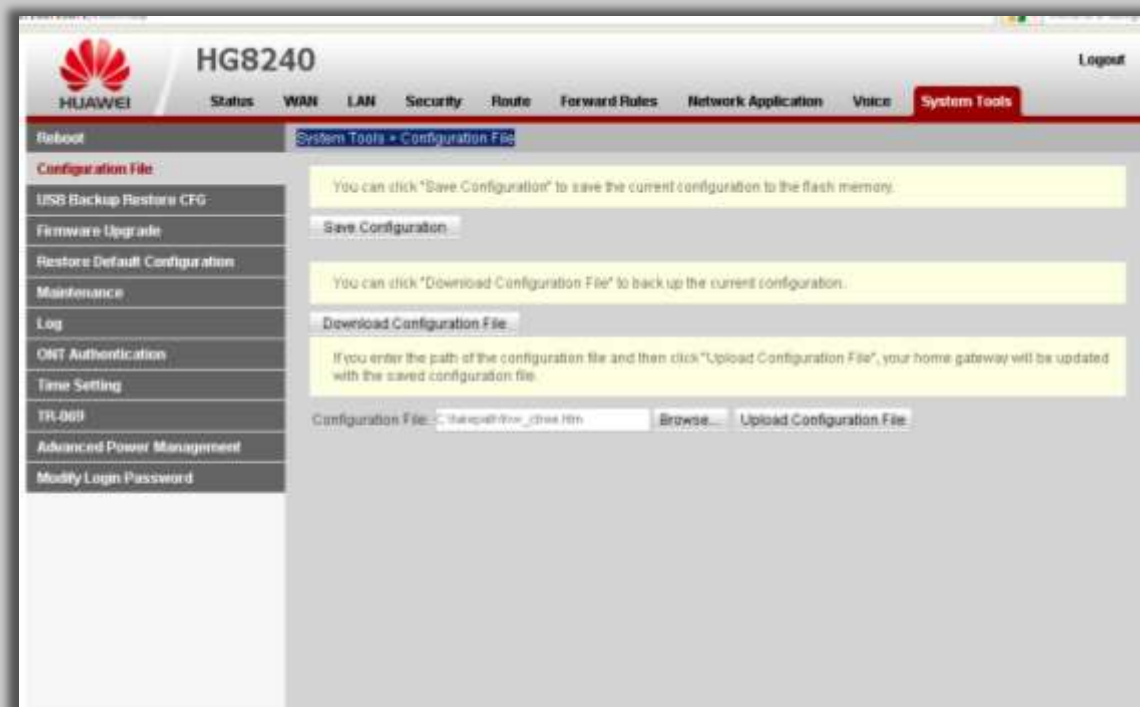 HUAWEI
HG8240
Logout
Status WAN LAN Security Route Forward Rules Network Application Voice System Tools
Reboot
Configuration File
USB Backup Restore CFG
Firmware Upgrade
Restore Default Configuration
Maintenance
Log
ONT Authentication
Time Setting
TR-069
Advanced Power Management
Modify Login Password
System Tools > Configuration File
You can click "Save Configuration" to save the current configuration to the flash memory.
Save Configuration
You can click "Download Configuration File" to back up the current configuration.
Download Configuration File
If you enter the path of the configuration file and then click "Upload Configuration File", your home gateway will be updated
with the saved configuration file.
Configuration File: C:\fakepath\hw_ctree.htm Browse... Upload Configuration File